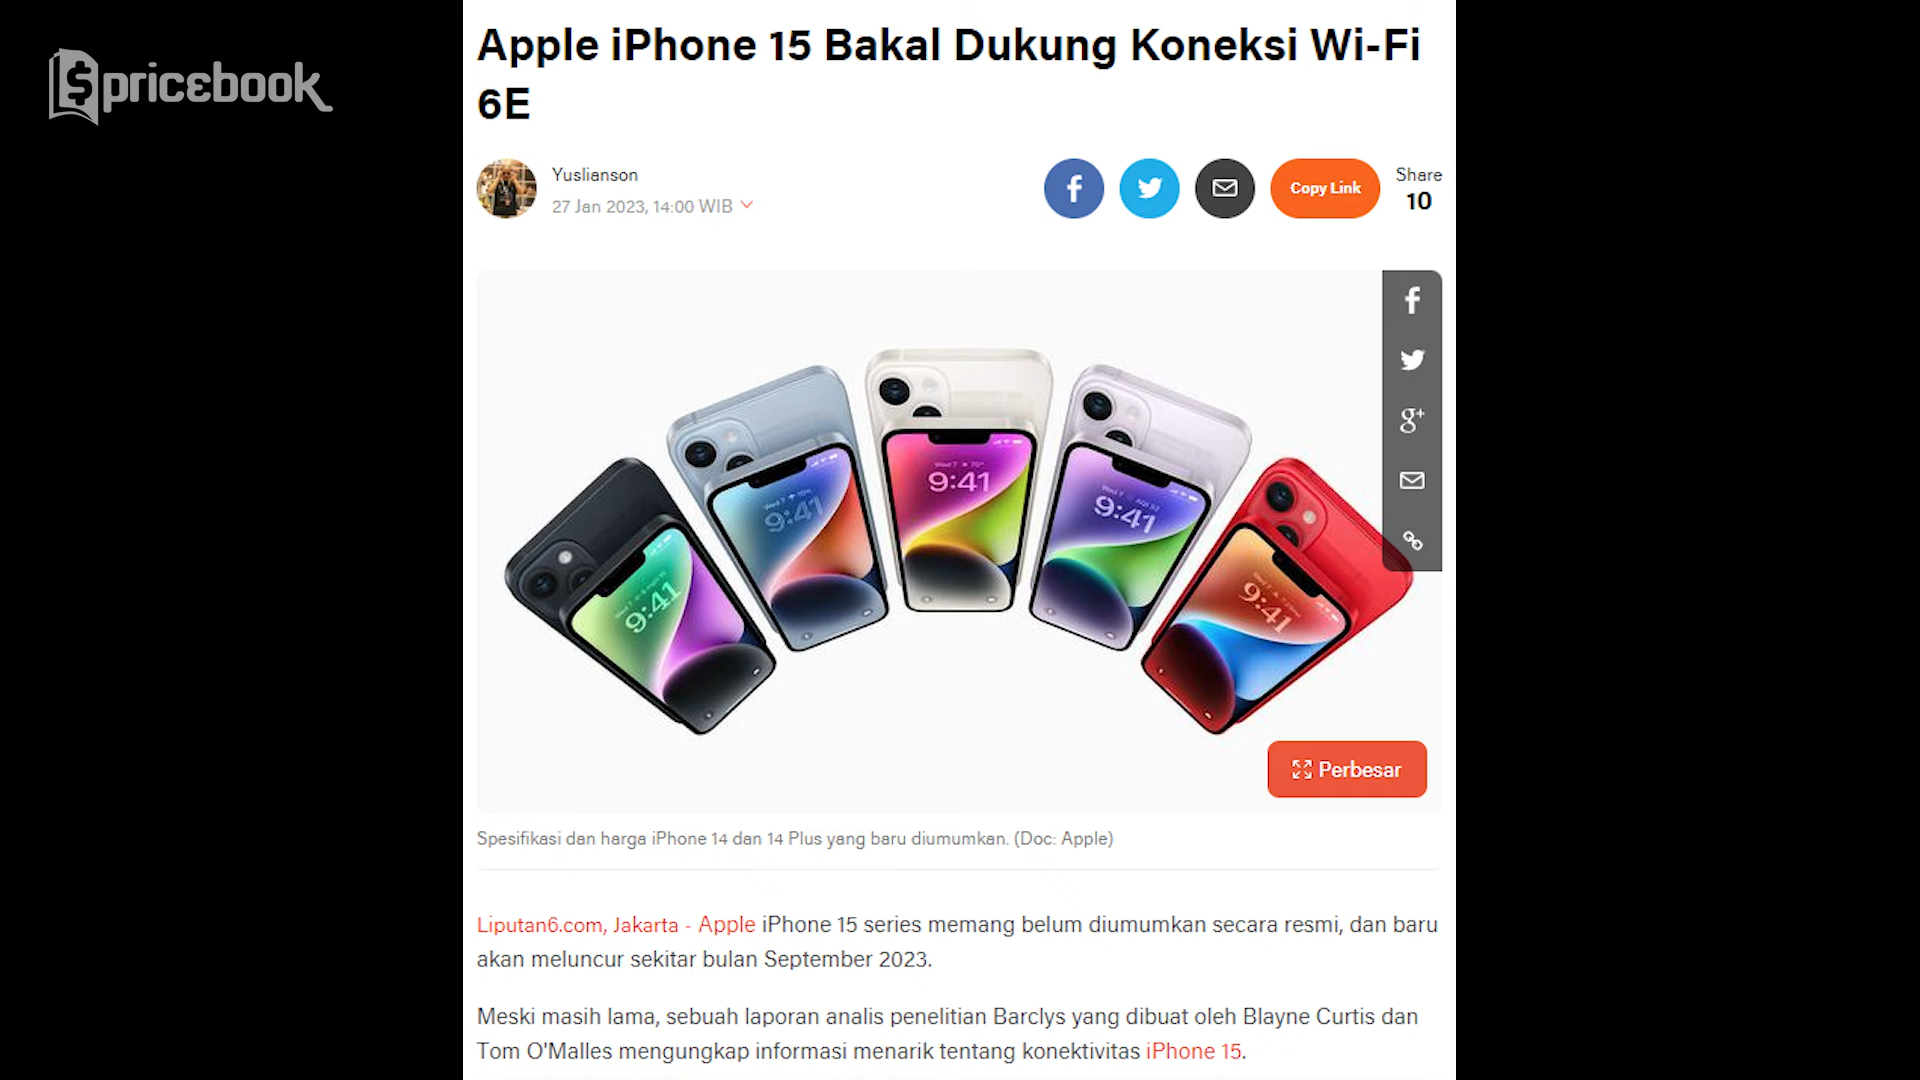 pricebook
Apple iPhone 15 Bakal Dukung Koneksi Wi-Fi
6E
Yuslianson
27 Jan 2023, 14:00 WIB
Copy Link
Share
10
9:41
9:41
Wed 7
9:41
Wed 7
9:41
9:41
Perbesar
Spesifikasi dan harga iPhone 14 dan 14 Plus yang baru diumumkan. (Doc: Apple)
Liputan6.com, Jakarta - Apple iPhone 15 series memang belum diumumkan secara resmi, dan baru
akan meluncur sekitar bulan September 2023.
Meski masih lama, sebuah laporan analis penelitian Barclys yang dibuat oleh Blayne Curtis dan
Tom O'Malles mengungkap informasi menarik tentang konektivitas iPhone 15.